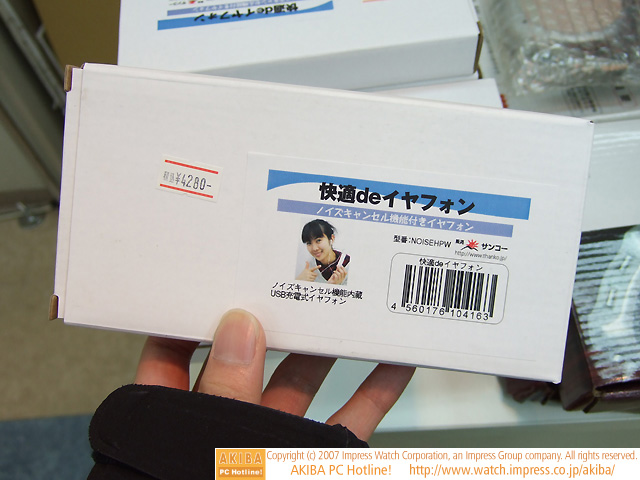 快適deイヤフォン
税込¥4280-
快適deイヤフォン
ノイズキャンセル機能付きイヤフォン
型番:NOISEHPW
サンコー
http://www.thanko.jp/
ノイズキャンセル機能内蔵
USB充電式イヤフォン
快適deイヤフォン
4 560176 104163
AKIBA
PC Hotline!
Copyright (c) 2007 Impress Watch Corporation, an Impress Group company. All rights reserved.
AKIBA PC Hotline! http://www.watch.impress.co.jp/akiba/